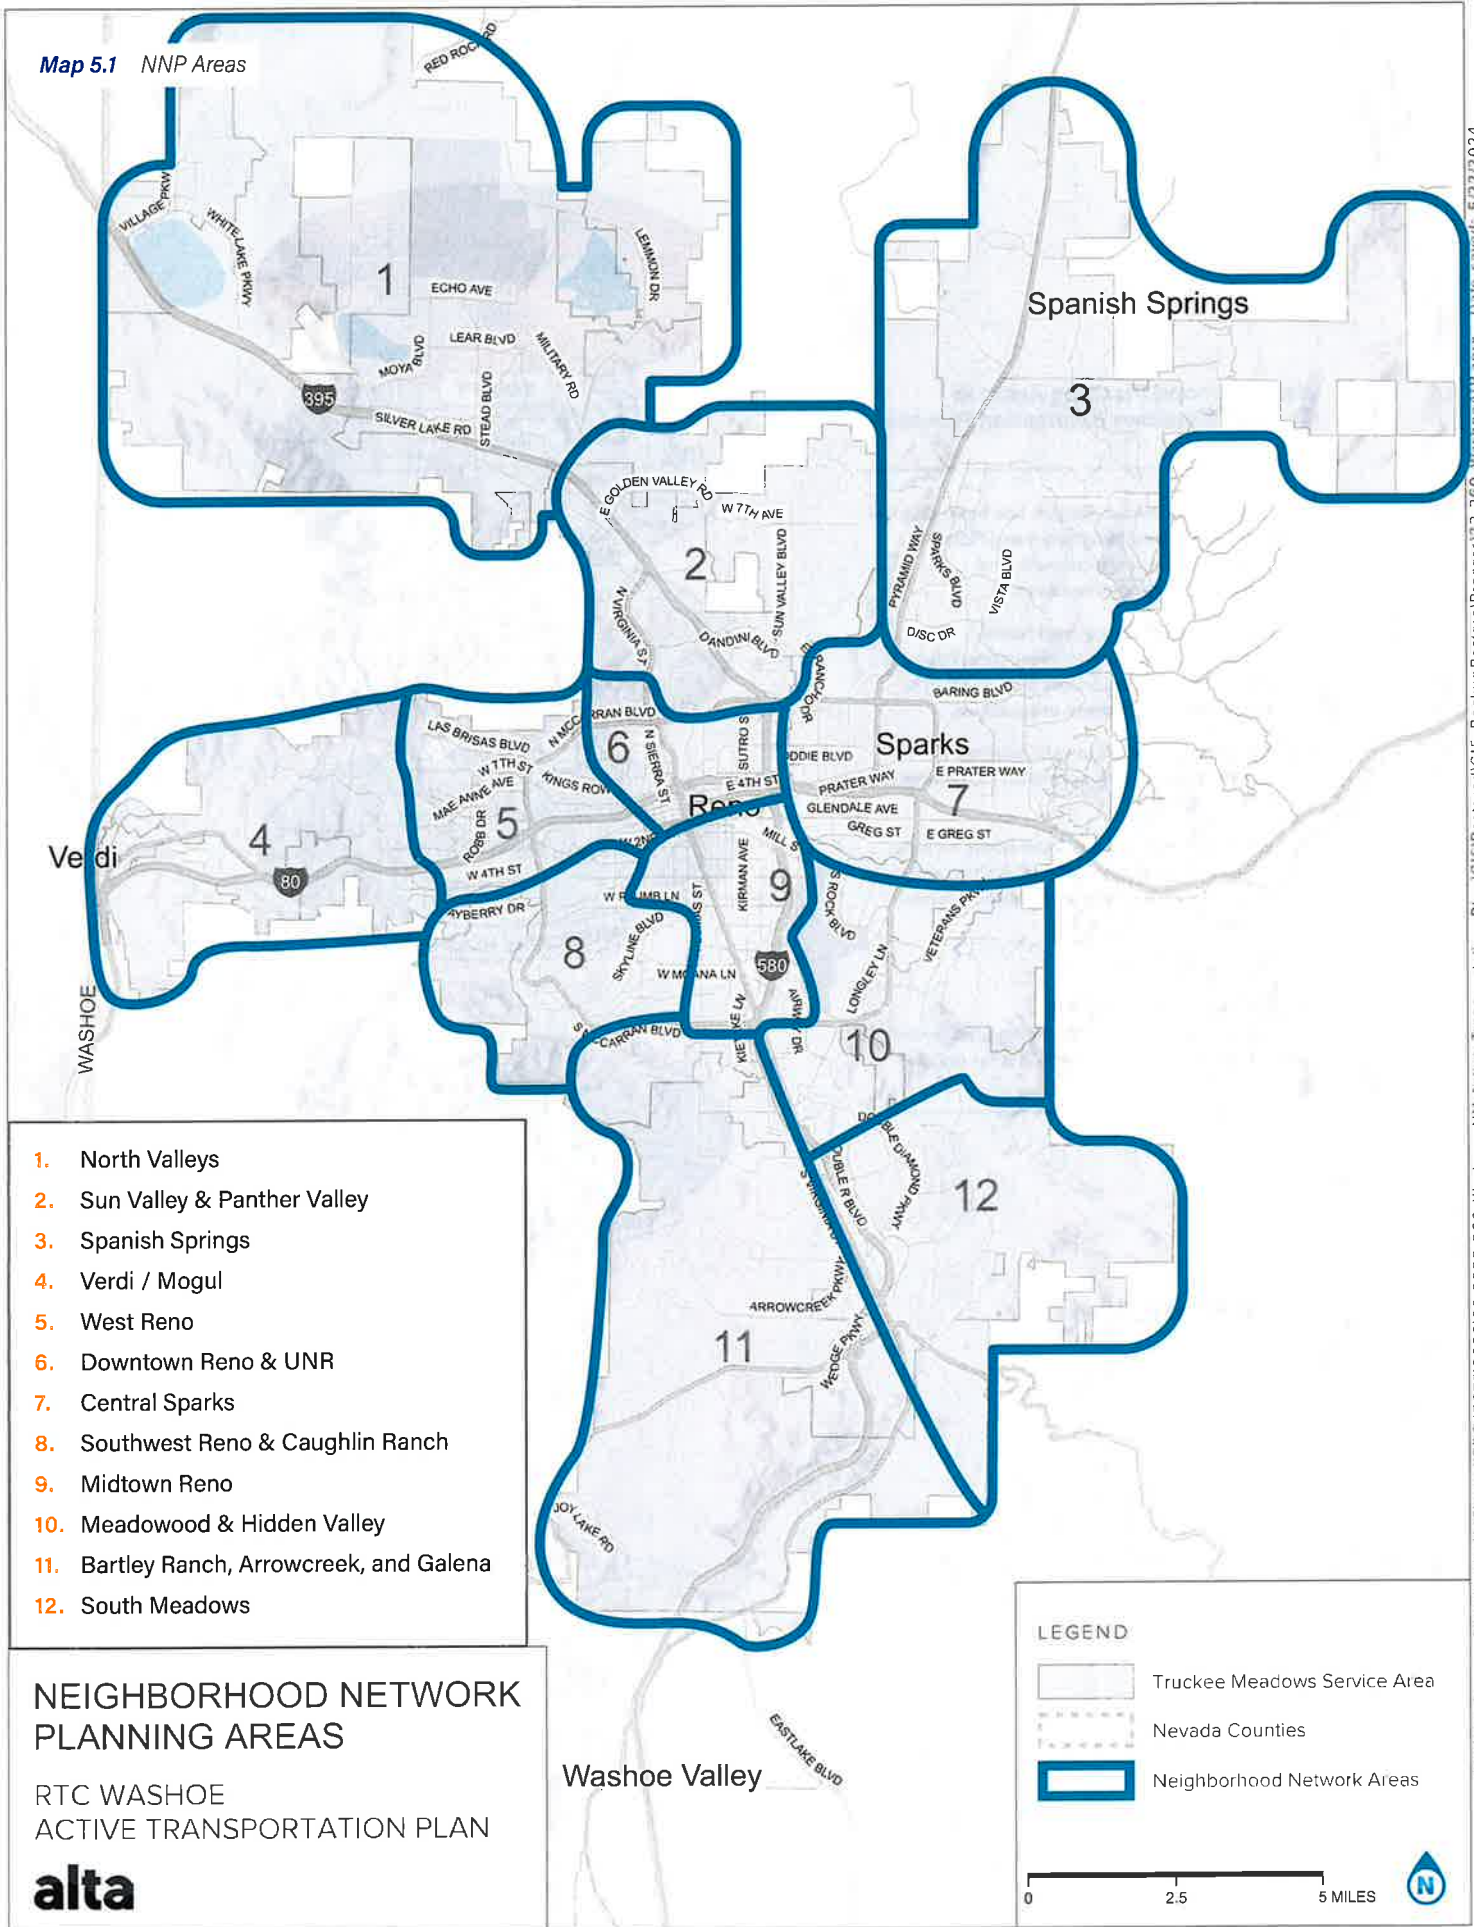 Map 5.1 NNP Areas
RED ROCK RD
VILLAGE PKWY
WHITE LAKE PKWY
LEMMON DR
1
ECHO AVE
LEAR BLVD
MOYA BLVD
MILITARY RD
STEAD BLVD
395
SILVER LAKE RD
Spanish Springs
3
E GOLDEN VALLEY RD
W 7TH AVE
2
SUN VALLEY BLVD
N VIRGINIA ST
DANDINI BLVD
PYRAMID WAY
SPARKS BLVD
VISTA BLVD
DISC DR
BARING BLVD
LAS BRISAS BLVD
6
N SIERRA ST
Sparks
W 7TH ST
KINGS ROW
MAE ANNE AVE
E 4TH ST
PRATER WAY
E PRATER WAY
7
Reno
GLENDALE AVE
GREG ST
E GREG ST
ROBB DR
5
4
Verdi
80
W 4TH ST
KIRMAN AVE
9
8
SKYLINE BLVD
580
LONGLEY LN
10
WASHOE
12
ARROWCREEK PKWY
11
WEDGE PKWY
JOY LAKE RD
1. North Valleys
2. Sun Valley & Panther Valley
3. Spanish Springs
4. Verdi / Mogul
5. West Reno
6. Downtown Reno & UNR
7. Central Sparks
8. Southwest Reno & Caughlin Ranch
9. Midtown Reno
10. Meadowood & Hidden Valley
11. Bartley Ranch, Arrowcreek, and Galena
12. South Meadows
NEIGHBORHOOD NETWORK
PLANNING AREAS
RTC WASHOE
ACTIVE TRANSPORTATION PLAN
alta
Washoe Valley
EASTLAKE BLVD
LEGEND
Truckee Meadows Service Area
Nevada Counties
Neighborhood Network Areas
0 2.5 5 MILES
N